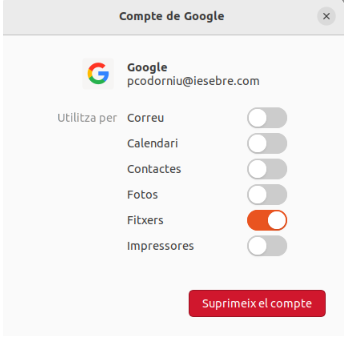 Compte de Google
Google
pcodorniu@iesebre.com
Utilitza per Correu
Calendari
Contactes
Fotos
Fitxers
Impressores
Suprimeix el compte